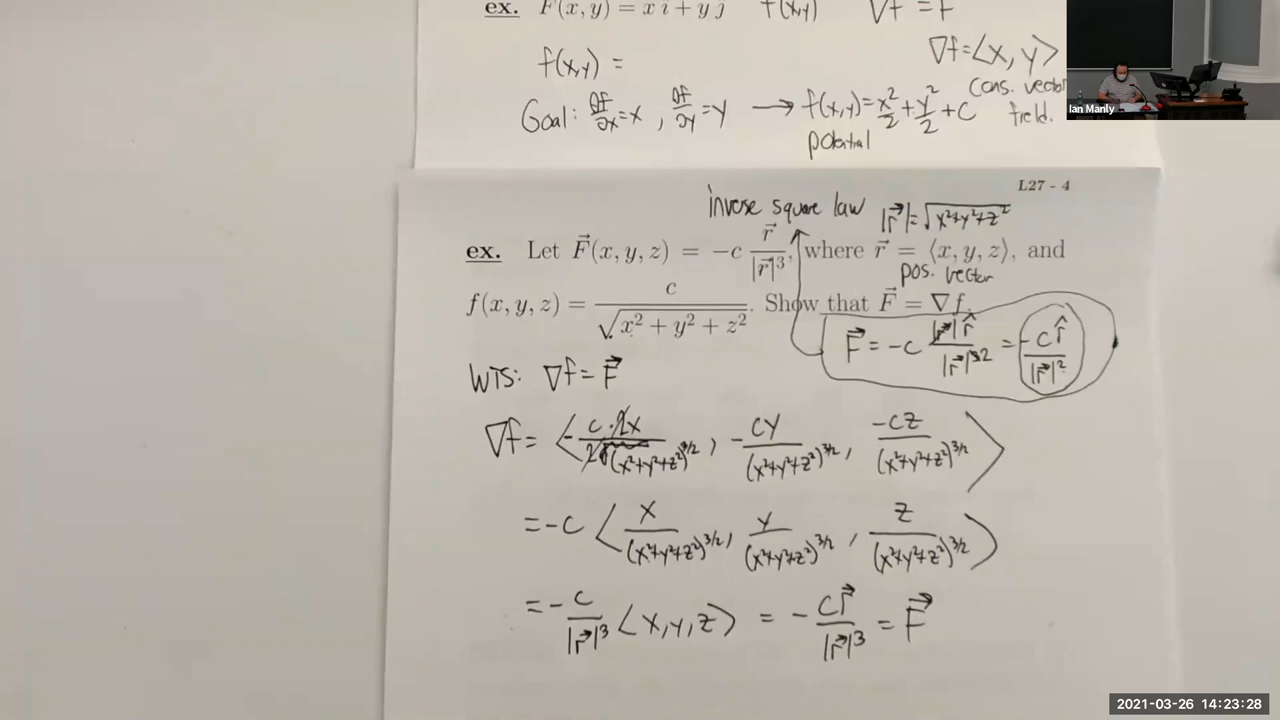 ex. F(x, y) = x i + y j f(x,y) ∇f = F
f(x,y) = ∇f = ⟨x, y⟩
Goal: ∂f/∂x = x , ∂f/∂y = y ⟶ f(x,y) = x²/2 + y²/2 + C cons. vector field.
potential
Ian Manly
L27 - 4
inverse square law |r⃗| = √(x²+y²+z²)
ex. Let F⃗(x, y, z) = −c r⃗/|r⃗|³, where r⃗ = ⟨x, y, z⟩, and
pos. vector
f(x, y, z) = c/√(x² + y² + z²). Show that F⃗ = ∇f.
F⃗ = -c |r⃗| r̂/|r⃗|³² = -c r̂/|r⃗|²
WTS: ∇f = F⃗
∇f = ⟨ -c·2x/2(x²+y²+z²)^3/2 , -cy/(x²+y²+z²)^3/2 , -cz/(x²+y²+z²)^3/2 ⟩
= -c ⟨ x/(x²+y²+z²)^3/2 , y/(x²+y²+z²)^3/2 , z/(x²+y²+z²)^3/2 ⟩
= -c/|r⃗|³ ⟨x, y, z⟩ = -c r⃗/|r⃗|³ = F⃗
2021-03-26 14:23:28